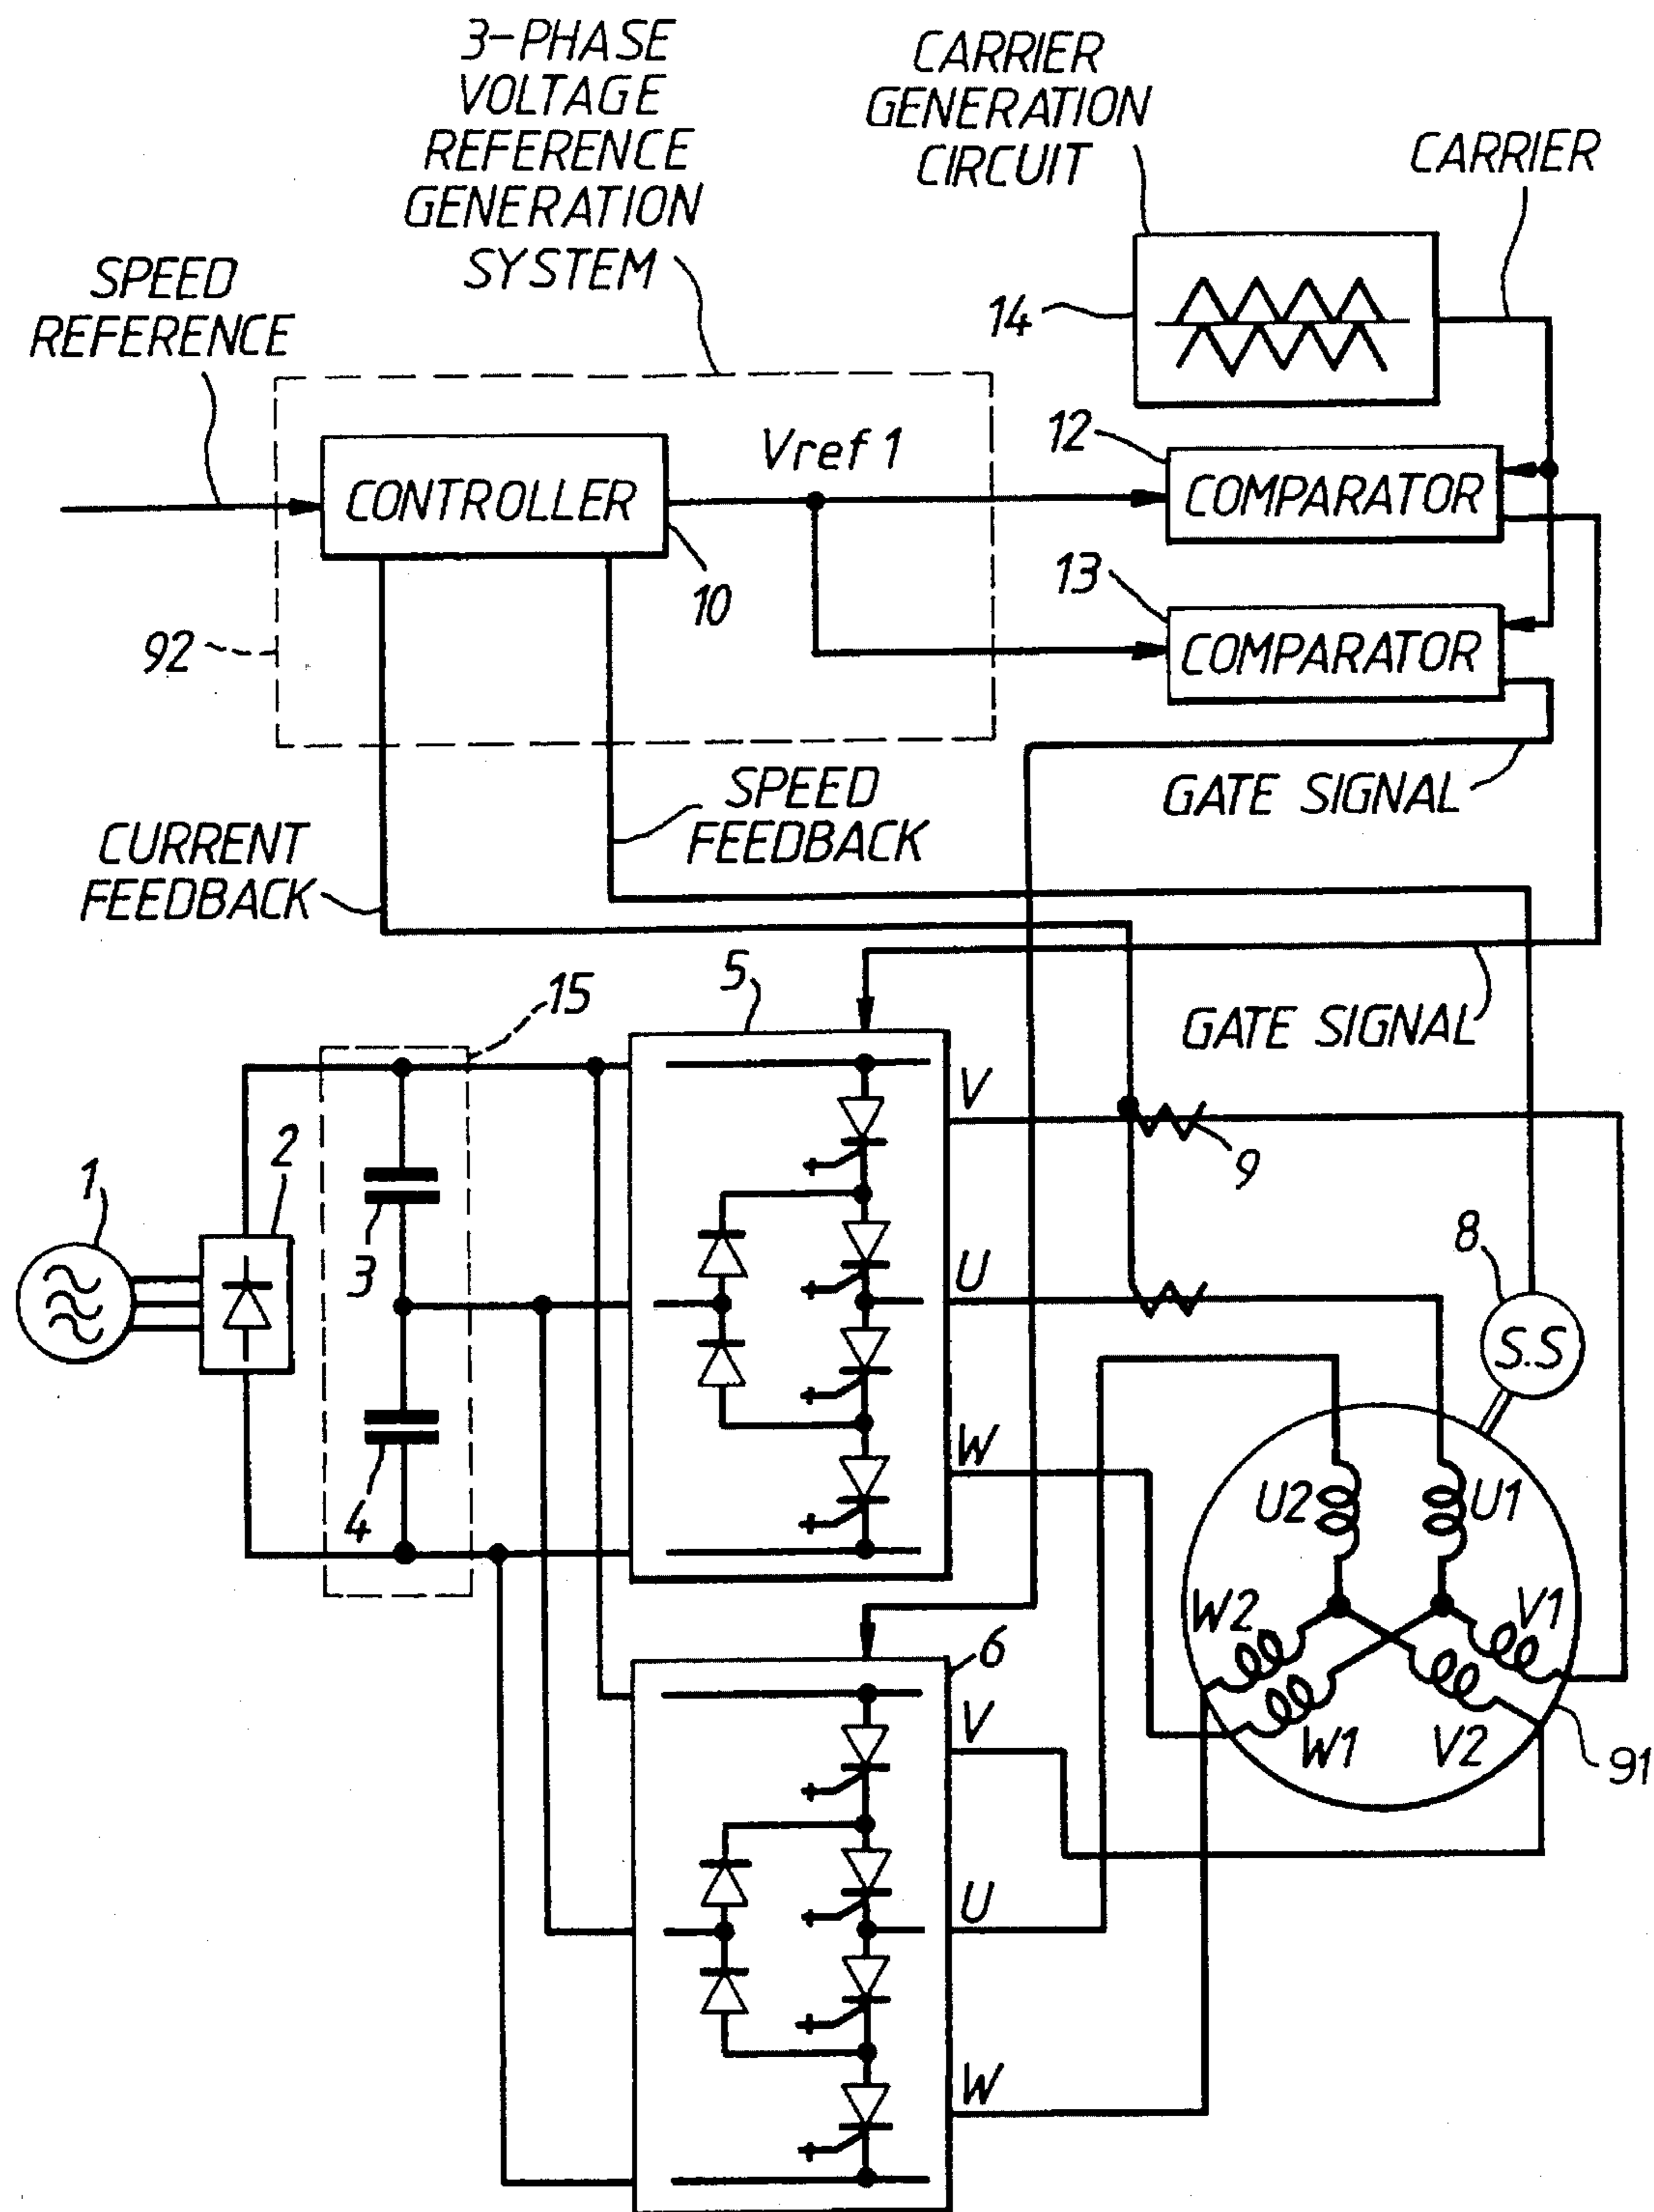 3-PHASE
VOLTAGE
REFERENCE
GENERATION
SYSTEM
CARRIER
GENERATION
CIRCUIT
CARRIER
SPEED
REFERENCE
14
12
Vref 1
CONTROLLER
COMPARATOR
10
13
92
COMPARATOR
SPEED
FEEDBACK
GATE SIGNAL
CURRENT
FEEDBACK
5
15
GATE SIGNAL
V
9
1
2
3
U
8
S.S
4
W
U2
U1
W2
V1
W1
V2
91
6
V
U
W